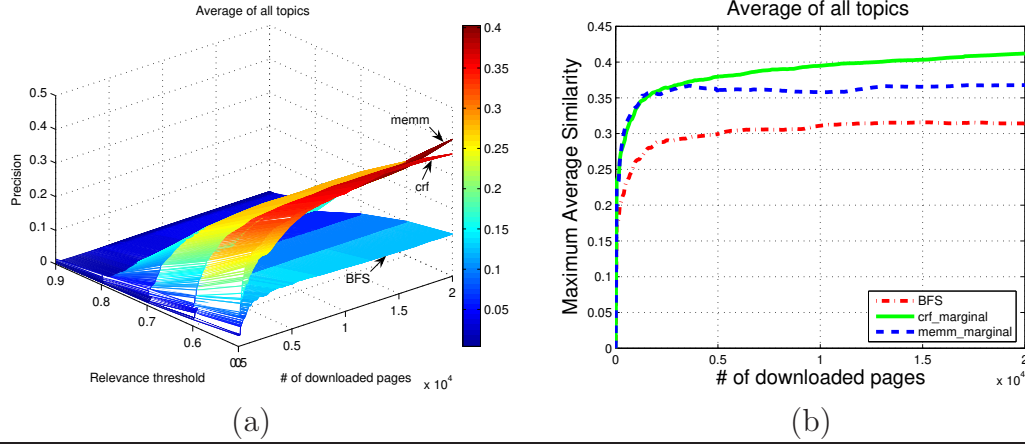 Average of all topics
0.5
0.4
0.3
0.2
0.1
0
Precision
0.9
0.8
0.7
0.6
0.5
0
0.5
1
1.5
2
Relevance threshold
# of downloaded pages
x 10^4
memm
crf
BFS
0.4
0.35
0.3
0.25
0.2
0.15
0.1
0.05
(a)
Average of all topics
0.45
0.4
0.35
0.3
0.25
0.2
0.15
0.1
0.05
0
Maximum Average Similarity
0
0.5
1
1.5
2
# of downloaded pages
x 10^4
BFS
crf_marginal
memm_marginal
(b)